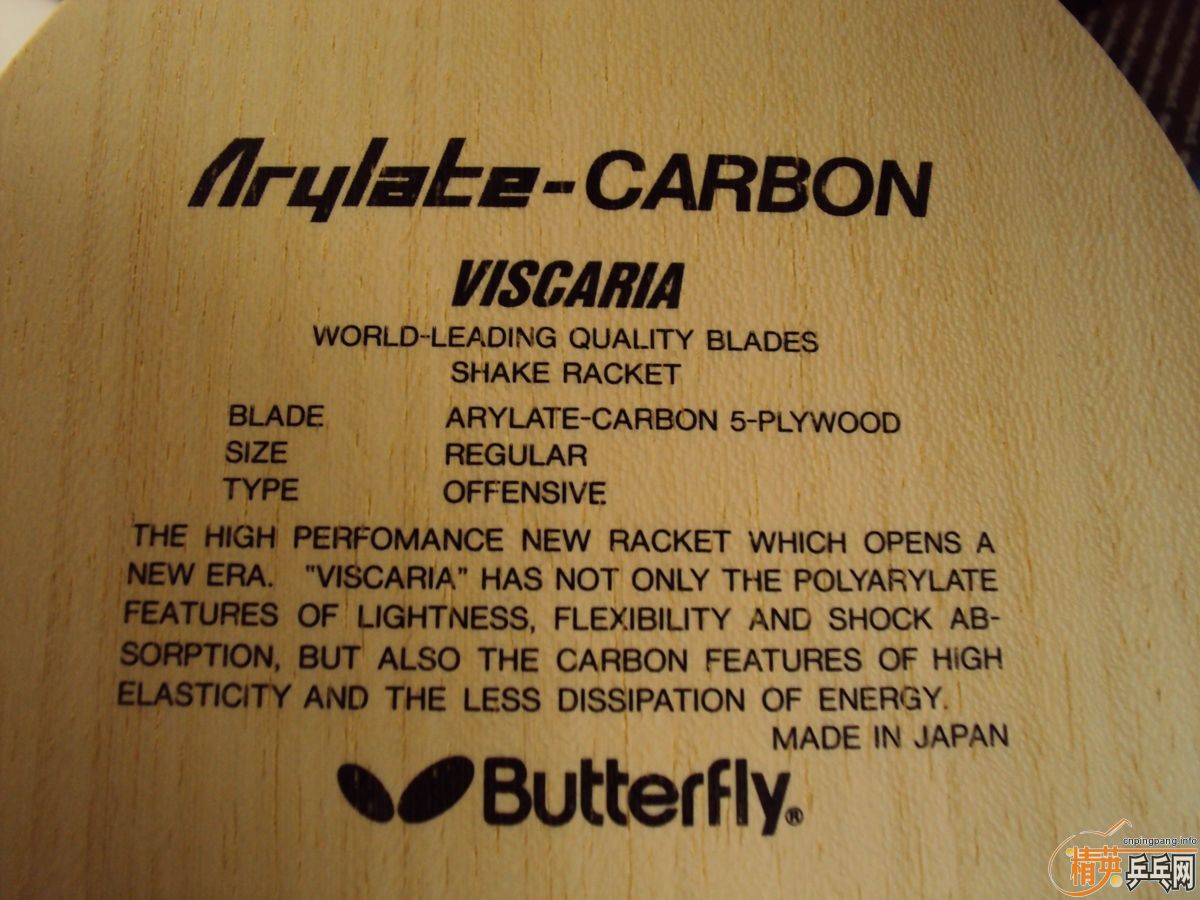 Arylate-CARBON
VISCARIA
WORLD-LEADING QUALITY BLADES
SHAKE RACKET
BLADE ARYLATE-CARBON 5-PLYWOOD
SIZE REGULAR
TYPE OFFENSIVE
THE HIGH PERFOMANCE NEW RACKET WHICH OPENS A
NEW ERA. "VISCARIA" HAS NOT ONLY THE POLYARYLATE
FEATURES OF LIGHTNESS, FLEXIBILITY AND SHOCK AB-
SORPTION, BUT ALSO THE CARBON FEATURES OF HIGH
ELASTICITY AND THE LESS DISSIPATION OF ENERGY.
MADE IN JAPAN
Butterfly®
cnpingpang.info
精英乒乓网